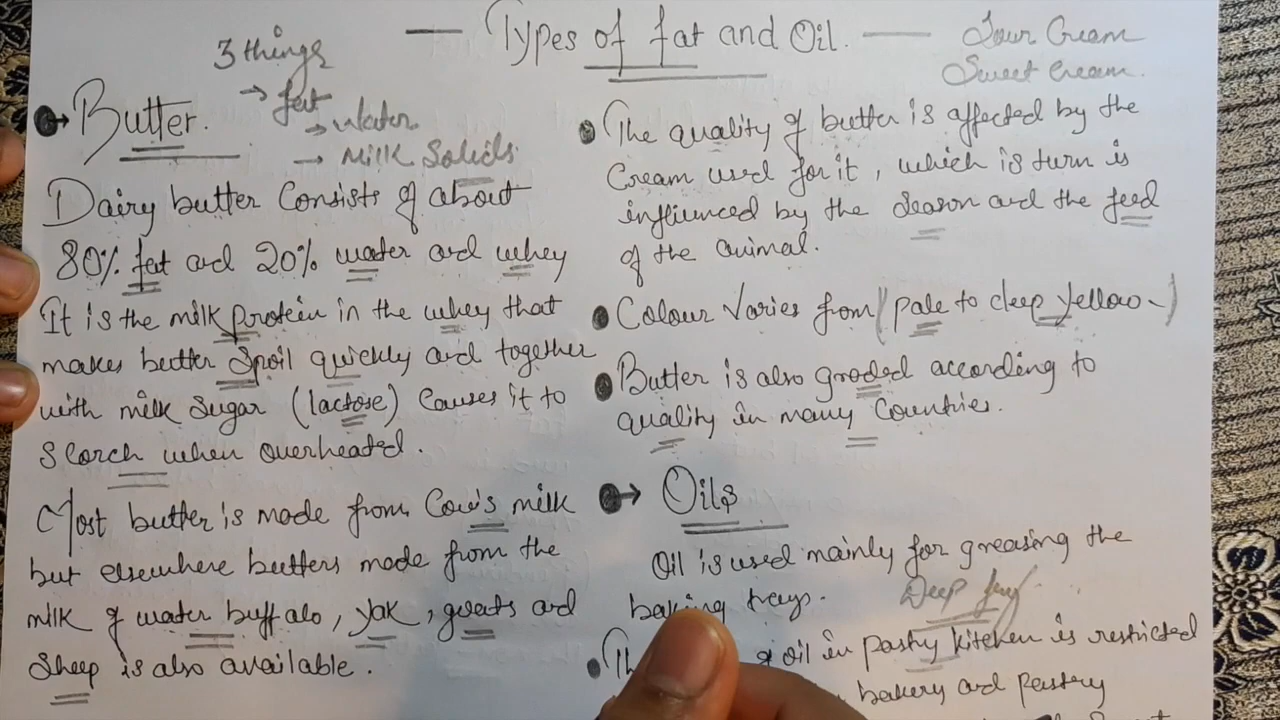 Types of fat and Oil.
Sour Cream
Sweet Cream.
3 things
→ fat
→ water
→ Milk Solids
Butter.
Dairy butter Consists of about
80% fat and 20% water and whey
It is the milk protein in the whey that
makes butter Spoil quickly and together
with milk Sugar (lactose) Causes it to
Scorch when overheated.
Most butter is made from Cow's milk
but elsewhere butters made from the
milk of water buffalo, yak, goats and
Sheep is also available.
The quality of butter is affected by the
Cream used for it, which is turn is
influenced by the Season and the feed
of the animal.
Colour Varies from (pale to deep yellow)
Butter is also graded according to
quality in many Countries.
Oils
Oil is used mainly for greasing the
baking trays.
Deep fry.
of oil in pastry kitchen is restricted
bakery and pastry